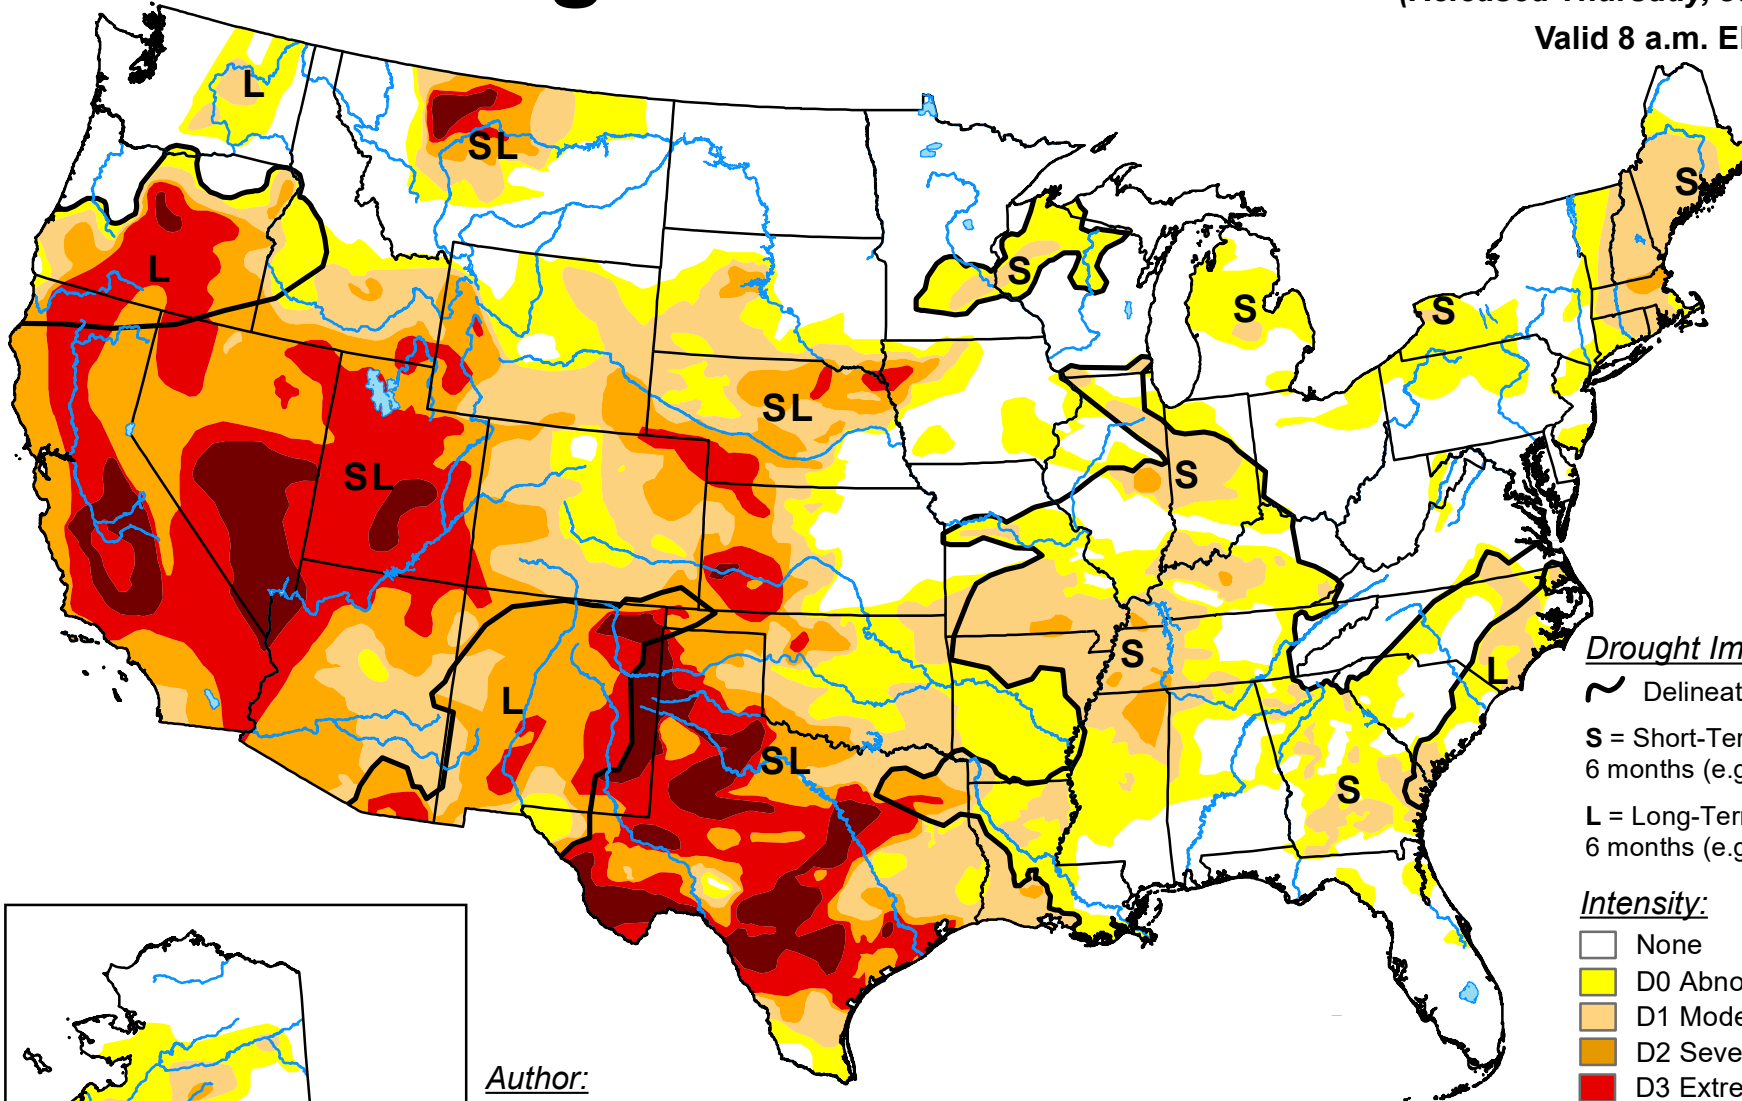 Valid 8 a.m. E
L
SL
S
L
S
S
S
SL
S
SL
S
L
L
SL
S
Drought Im
Delineat
S = Short-Ter
6 months (e.g
L = Long-Terr
6 months (e.g
Intensity:
None
D0 Abno
D1 Mode
D2 Seve
D3 Extre
Author: